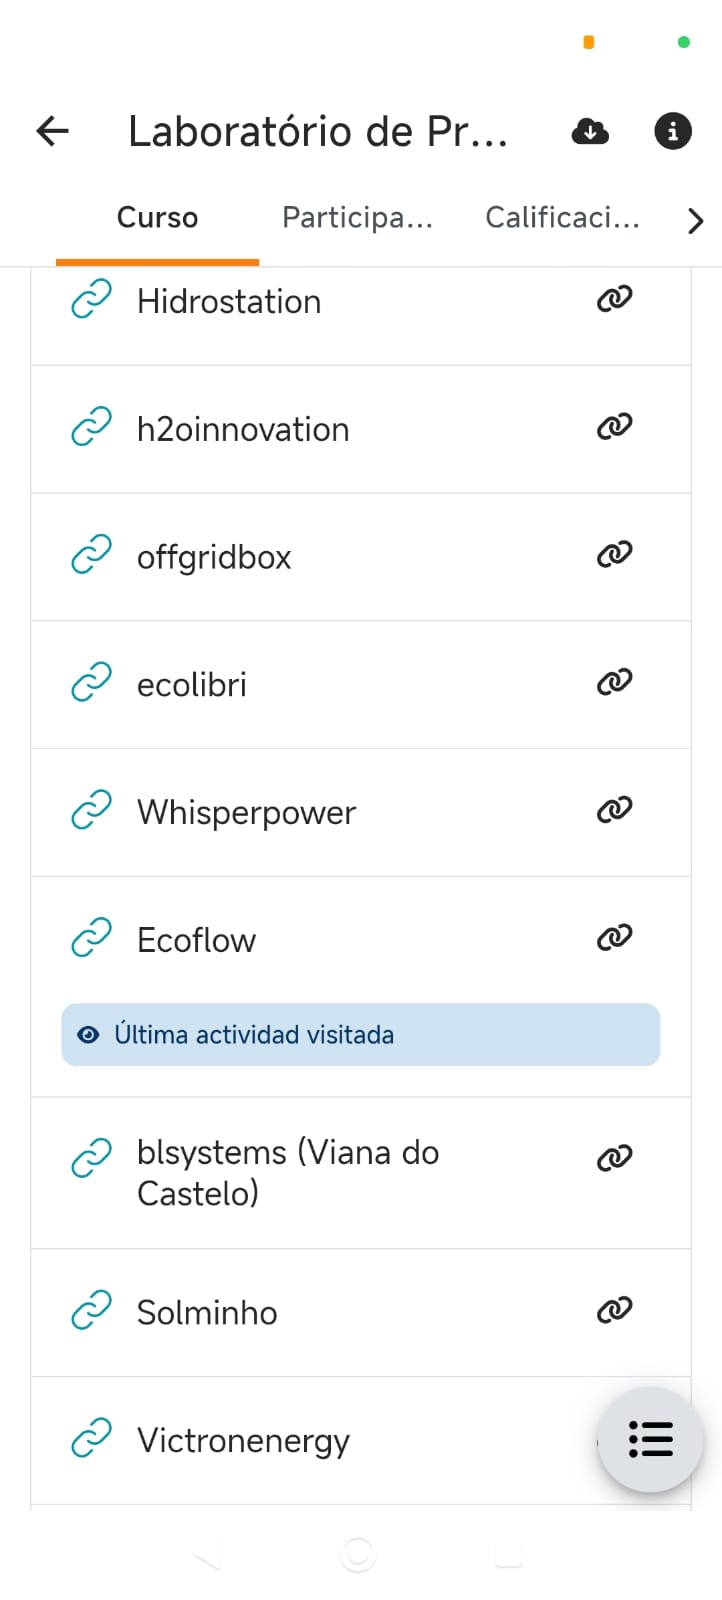 Laboratório de Pr...
Curso
Participa...
Calificaci...
Hidrostation
h2oinnovation
offgridbox
ecolibri
Whisperpower
Ecoflow
Última actividad visitada
blsystems (Viana do
Castelo)
Solminho
Victronenergy